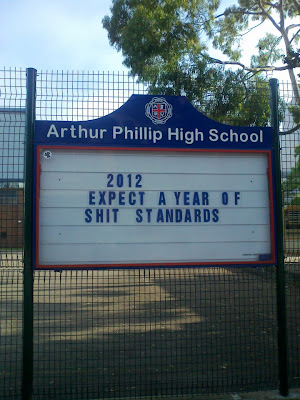 Arthur Phillip High School
2012
EXPECT A YEAR OF
SHIT STANDARDS